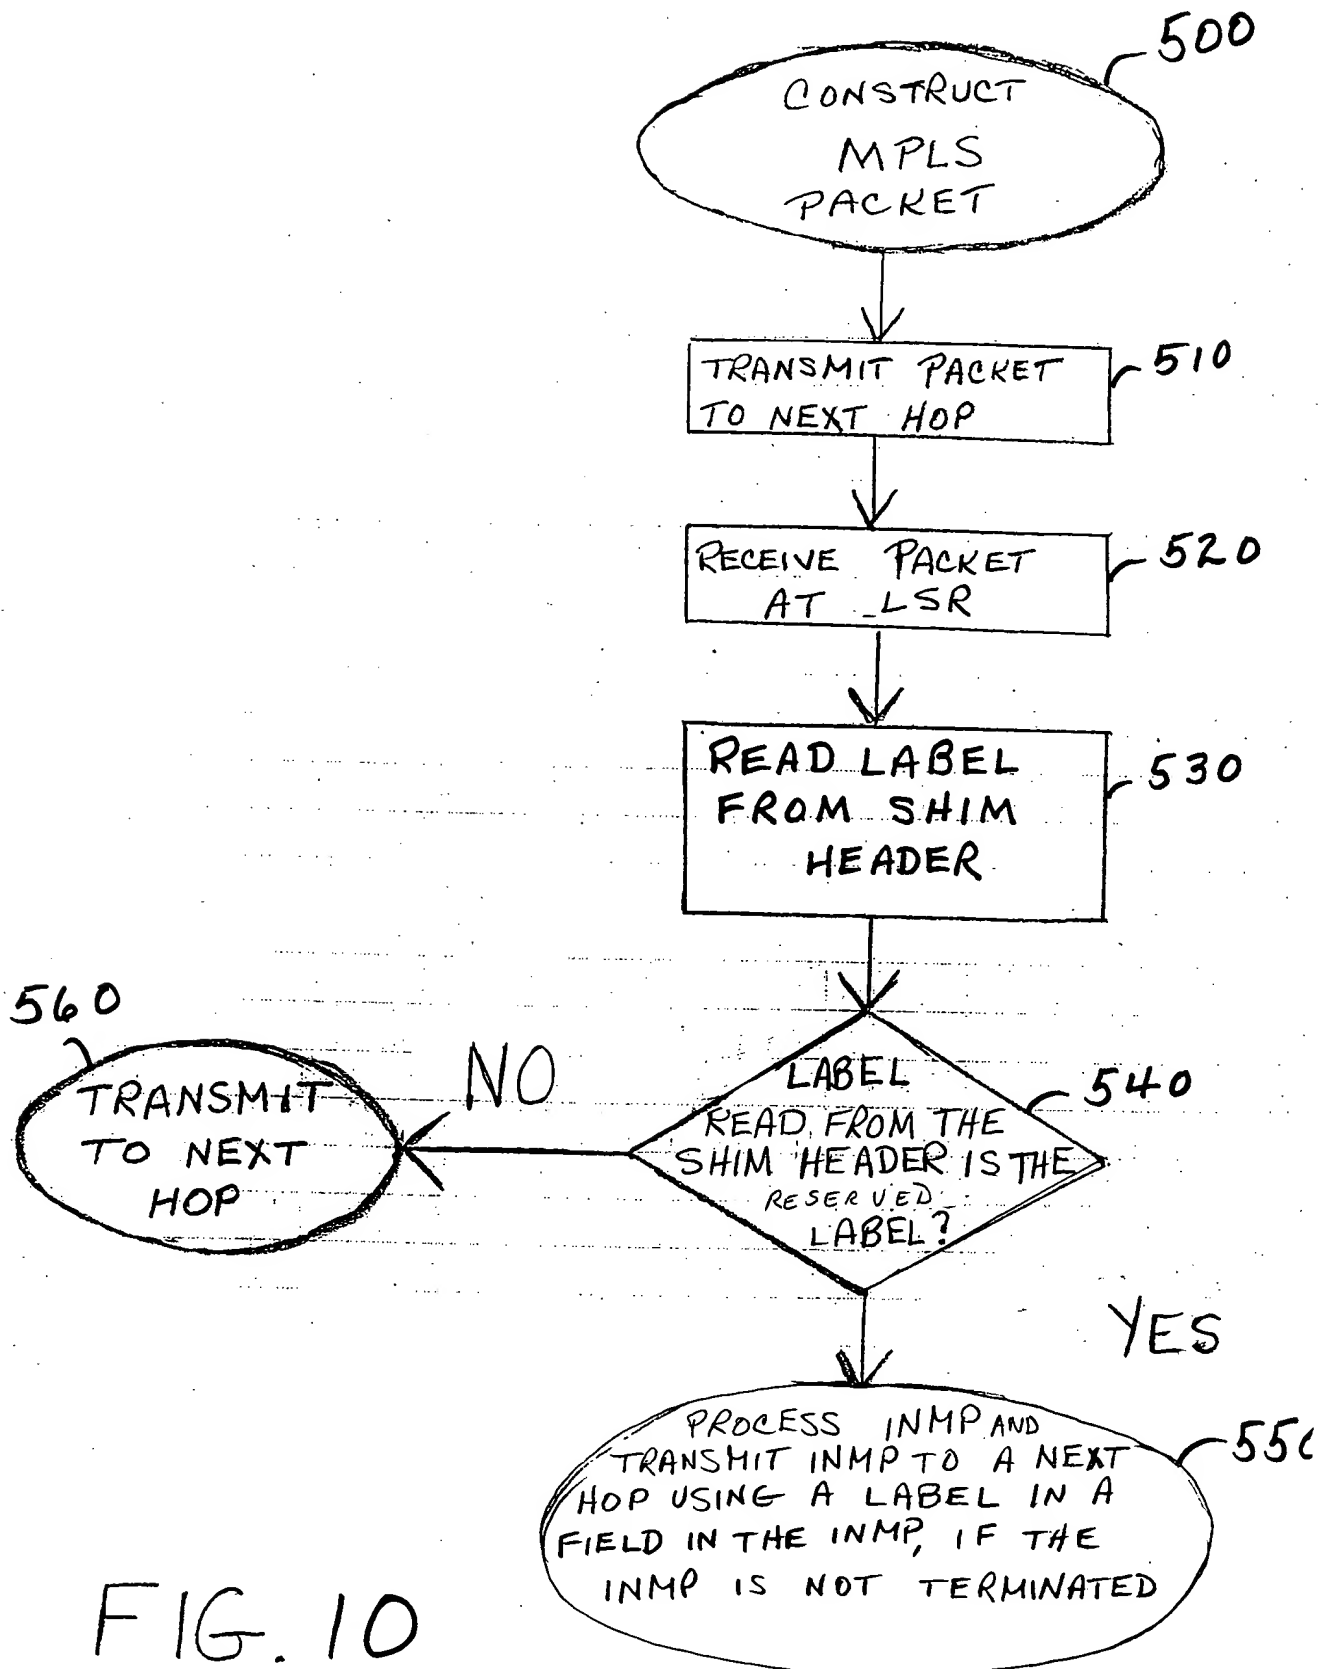 500
CONSTRUCT
MPLS
PACKET
510
TRANSMIT PACKET
TO NEXT HOP
520
RECEIVE PACKET
AT LSR
530
READ LABEL
FROM SHIM
HEADER
540
LABEL
READ FROM THE
SHIM HEADER IS THE
RESERVED
LABEL?
NO
560
TRANSMIT
TO NEXT
HOP
YES
PROCESS INMP AND
TRANSMIT INMP TO A NEXT
HOP USING A LABEL IN A
FIELD IN THE INMP, IF THE
INMP IS NOT TERMINATED
FIG. 10